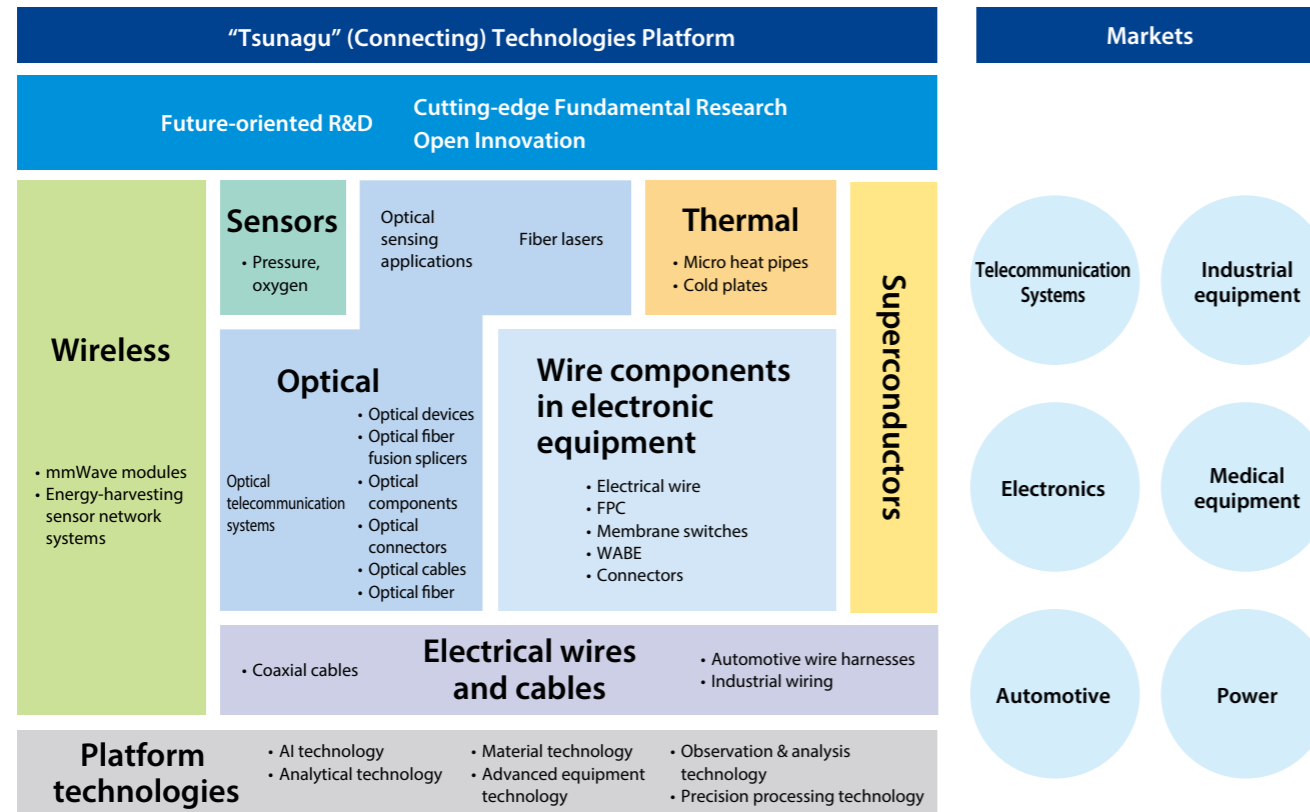 “Tsunagu” (Connecting) Technologies Platform
Markets
Future-oriented R&D
Cutting-edge Fundamental Research
Open Innovation
Wireless
• mmWave modules
• Energy-harvesting
sensor network
systems
Sensors
• Pressure,
oxygen
Optical
sensing
applications
Fiber lasers
Thermal
• Micro heat pipes
• Cold plates
Superconductors
Optical
Optical
telecommunication
systems
• Optical devices
• Optical fiber
fusion splicers
• Optical
components
• Optical
connectors
• Optical cables
• Optical fiber
Wire components
in electronic
equipment
• Electrical wire
• FPC
• Membrane switches
• WABE
• Connectors
• Coaxial cables
Electrical wires
and cables
• Automotive wire harnesses
• Industrial wiring
Platform
technologies
• AI technology
• Analytical technology
• Material technology
• Advanced equipment
technology
• Observation & analysis
technology
• Precision processing technology
Telecommunication
Systems
Industrial
equipment
Electronics
Medical
equipment
Automotive
Power